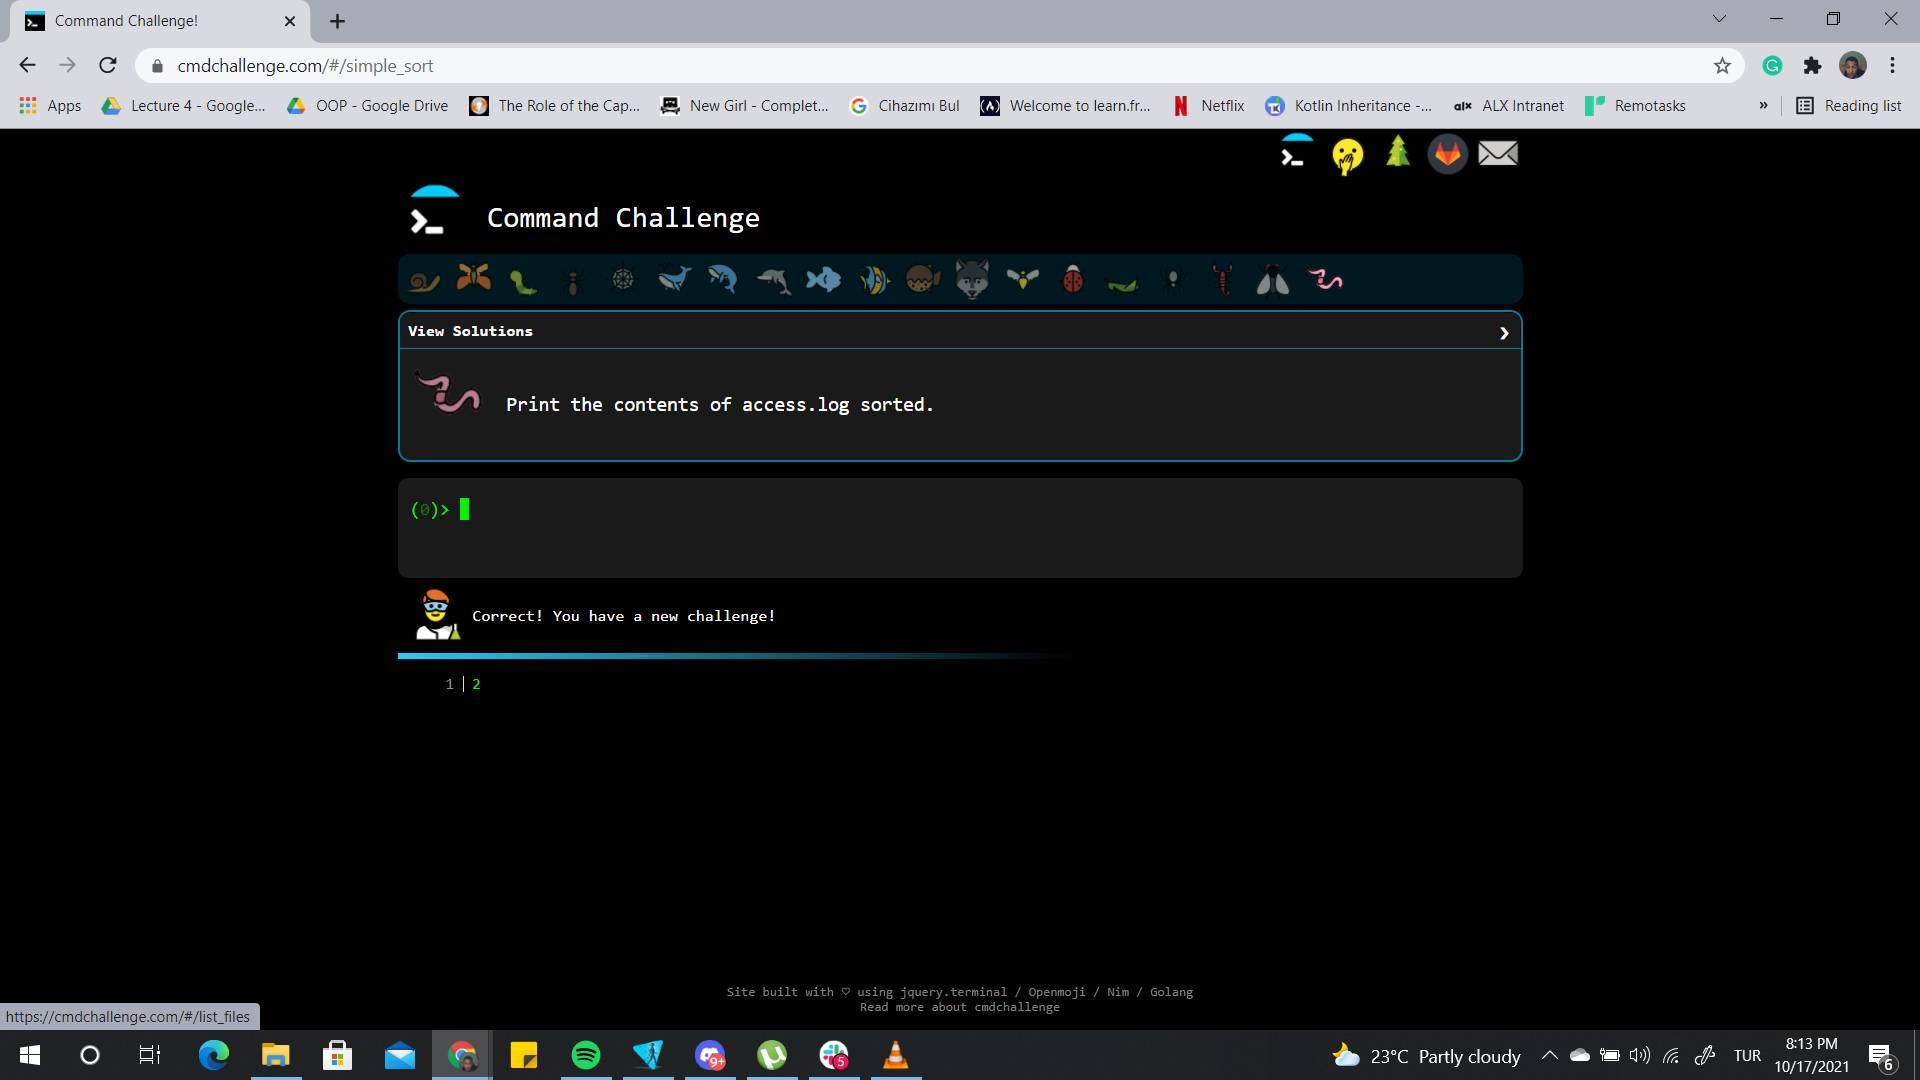 Command Challenge!
cmdchallenge.com/#/simple_sort
Apps
Lecture 4 - Google...
OOP - Google Drive
The Role of the Cap...
New Girl - Complet...
Cihazımı Bul
Welcome to learn.fr...
Netflix
Kotlin Inheritance -...
alx
ALX Intranet
Remotasks
»
Reading list
Command Challenge
View Solutions
Print the contents of access.log sorted.
(0)>
Correct! You have a new challenge!
1 | 2
Site built with ♡ using jquery.terminal / Openmoji / Nim / Golang
Read more about cmdchallenge
https://cmdchallenge.com/#/list_files
9+
5
23°C Partly cloudy
TUR
8:13 PM
10/17/2021
6